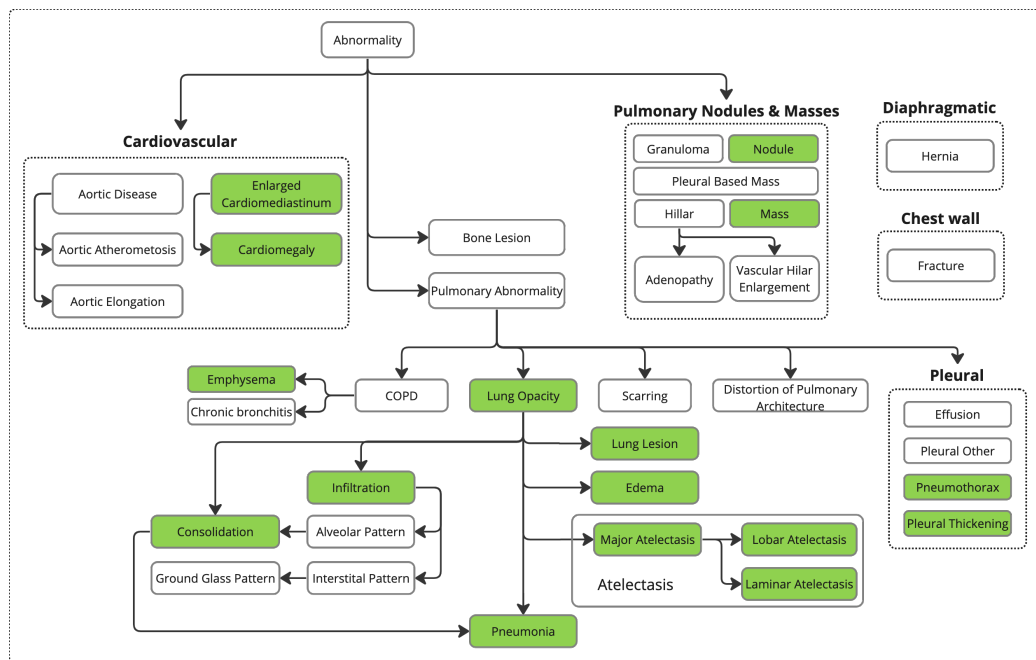 Abnormality
Pulmonary Nodules & Masses
Diaphragmatic
Cardiovascular
Granuloma
Nodule
Hernia
Pleural Based Mass
Aortic Disease
Enlarged
Cardiomediastinum
Hillar
Mass
Chest wall
Bone Lesion
Aortic Atherometosis
Cardiomegaly
Fracture
Adenopathy
Vascular Hilar
Enlargement
Pulmonary Abnormality
Aortic Elongation
Pleural
Emphysema
COPD
Lung Opacity
Scarring
Distortion of Pulmonary
Architecture
Chronic bronchitis
Effusion
Lung Lesion
Pleural Other
Infiltration
Edema
Pneumothorax
Consolidation
Alveolar Pattern
Pleural Thickening
Major Atelectasis
Lobar Atelectasis
Ground Glass Pattern
Interstital Pattern
Atelectasis
Laminar Atelectasis
Pneumonia